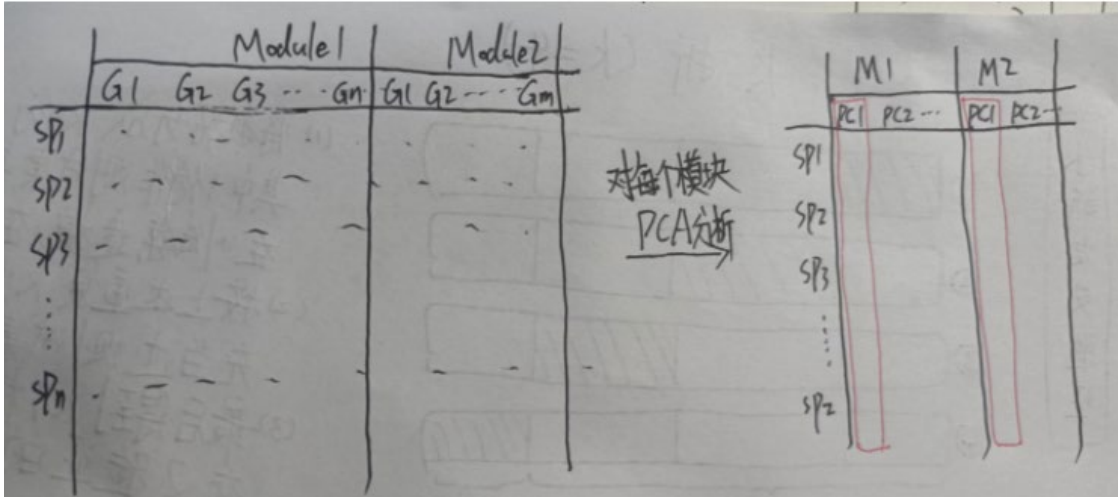 Module1 Module2
G1 G2 G3 ... Gn G1 G2 .... Gm
SP1
SP2
SP3
SPn
对每个模块
PCA分析
M1 M2
PC1 PC2... PC1 PC2...
SP1
SP2
SP3
SP2